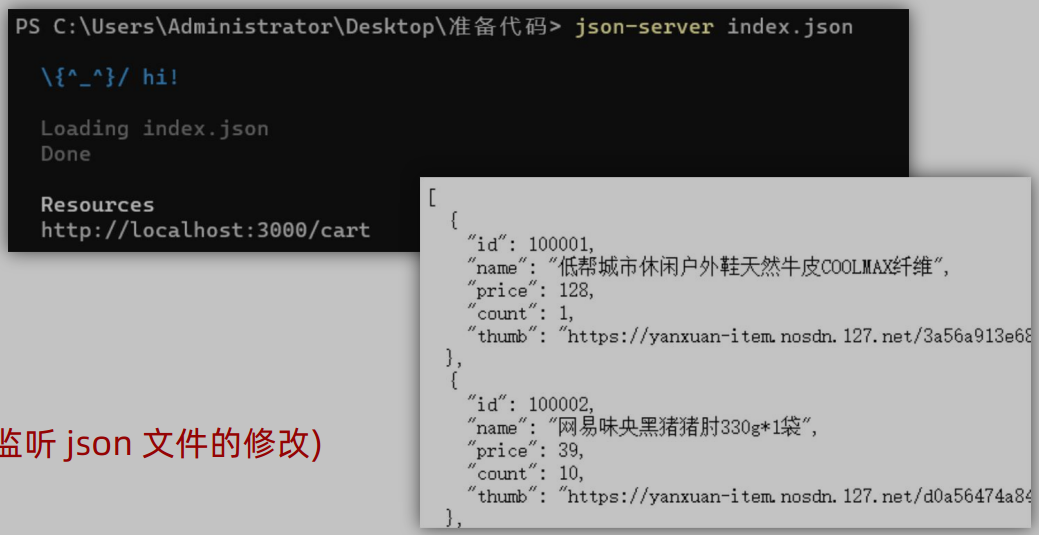 PS C:\Users\Administrator\Desktop\准备代码> json-server index.json
\{^_^}/ hi!
Loading index.json
Done
Resources
http://localhost:3000/cart
[
{
"id": 100001,
"name": "低帮城市休闲户外鞋天然牛皮COOLMAX纤维",
"price": 128,
"count": 1,
"thumb": "https://yanxuan-item.nosdn.127.net/3a56a913e68
},
{
"id": 100002,
"name": "网易味央黑猪猪肘330g*1袋",
"price": 39,
"count": 10,
"thumb": "https://yanxuan-item.nosdn.127.net/d0a56474a84
},
监听 json 文件的修改)